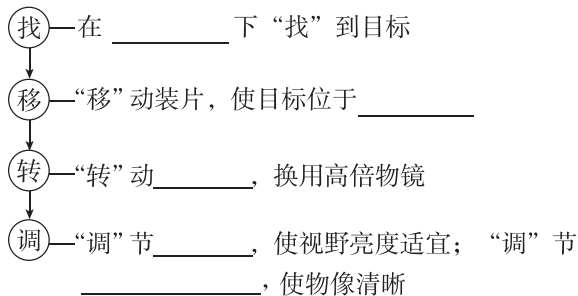 找 在 ________ 下“找”到目标
移 “移”动装片，使目标位于________
转 “转”动________，换用高倍物镜
调 “调”节________，使视野亮度适宜；“调”节
____________，使物像清晰